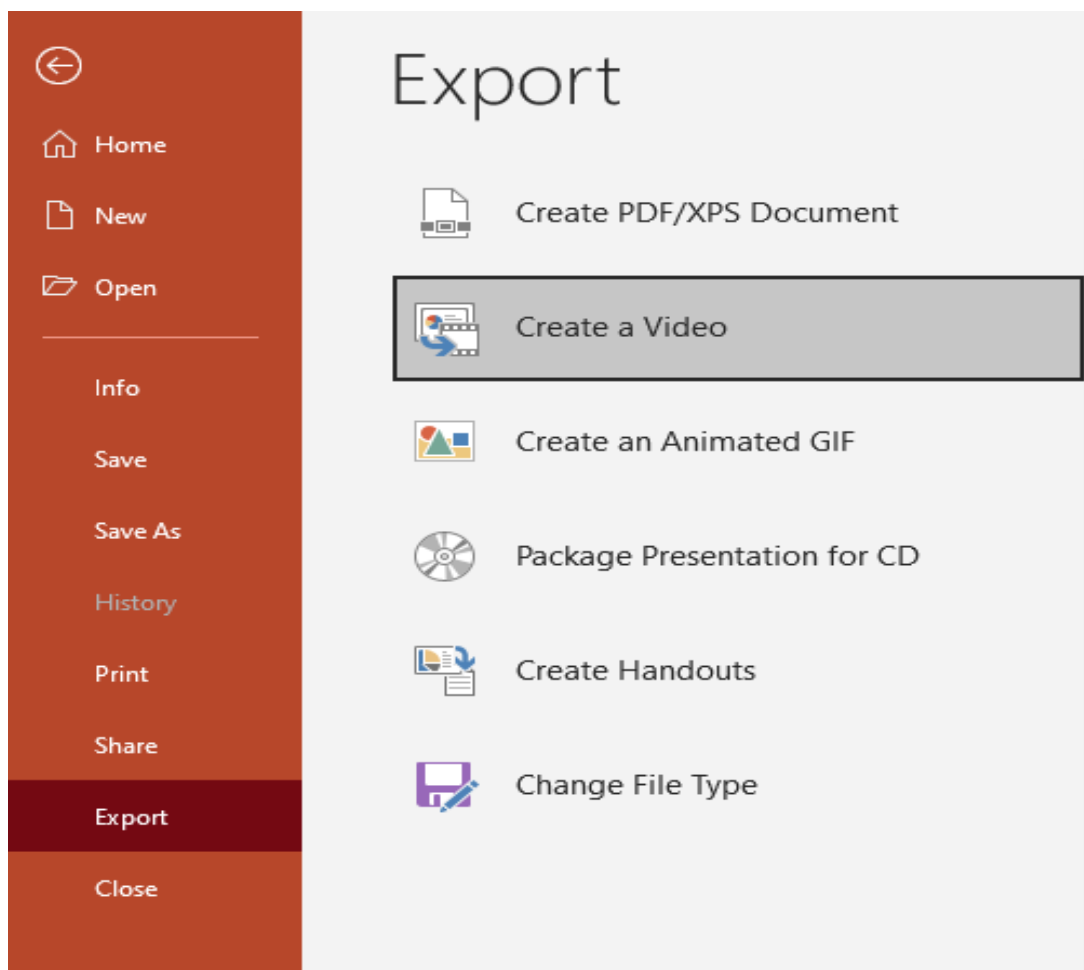 Home
New
Open
Info
Save
Save As
History
Print
Share
Export
Close
Export
Create PDF/XPS Document
Create a Video
Create an Animated GIF
Package Presentation for CD
Create Handouts
Change File Type